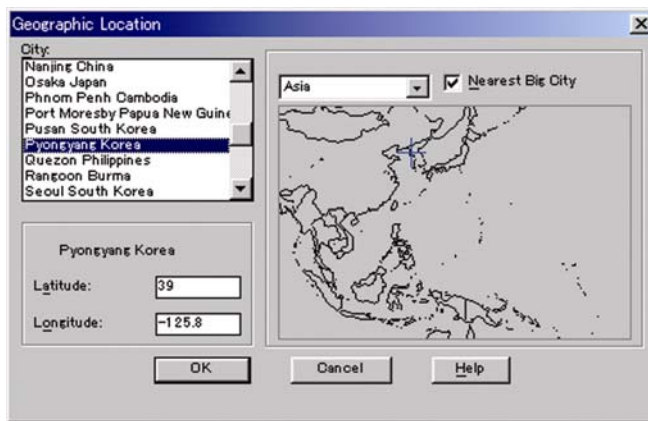 Geographic Location
City:
Nanjing China
Osaka Japan
Phnom Penh Cambodia
Port Moresby Papua New Guine
Pusan South Korea
Pyongyang Korea
Quezon Philippines
Rangoon Burma
Seoul South Korea
Asia
Nearest Big City
Pyongyang Korea
Latitude:
39
Longitude:
-125.8
OK
Cancel
Help